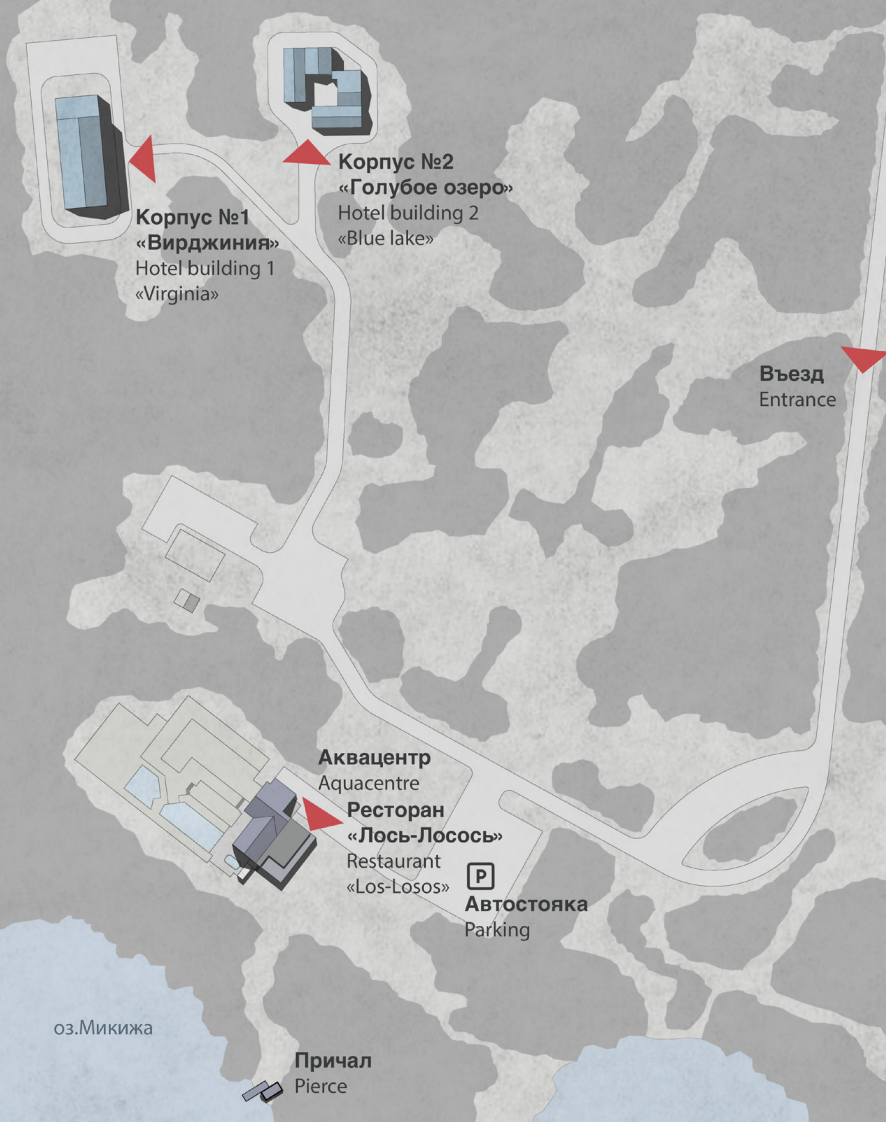 Корпус №2
«Голубое озеро»
Hotel building 2
«Blue lake»
Корпус №1
«Вирджиния»
Hotel building 1
«Virginia»
Въезд
Entrance
Аквацентр
Aquacentre
Ресторан
«Лось-Лосось»
Restaurant
«Los-Losos»
P
Автостояка
Parking
оз.Микижа
Причал
Pierce